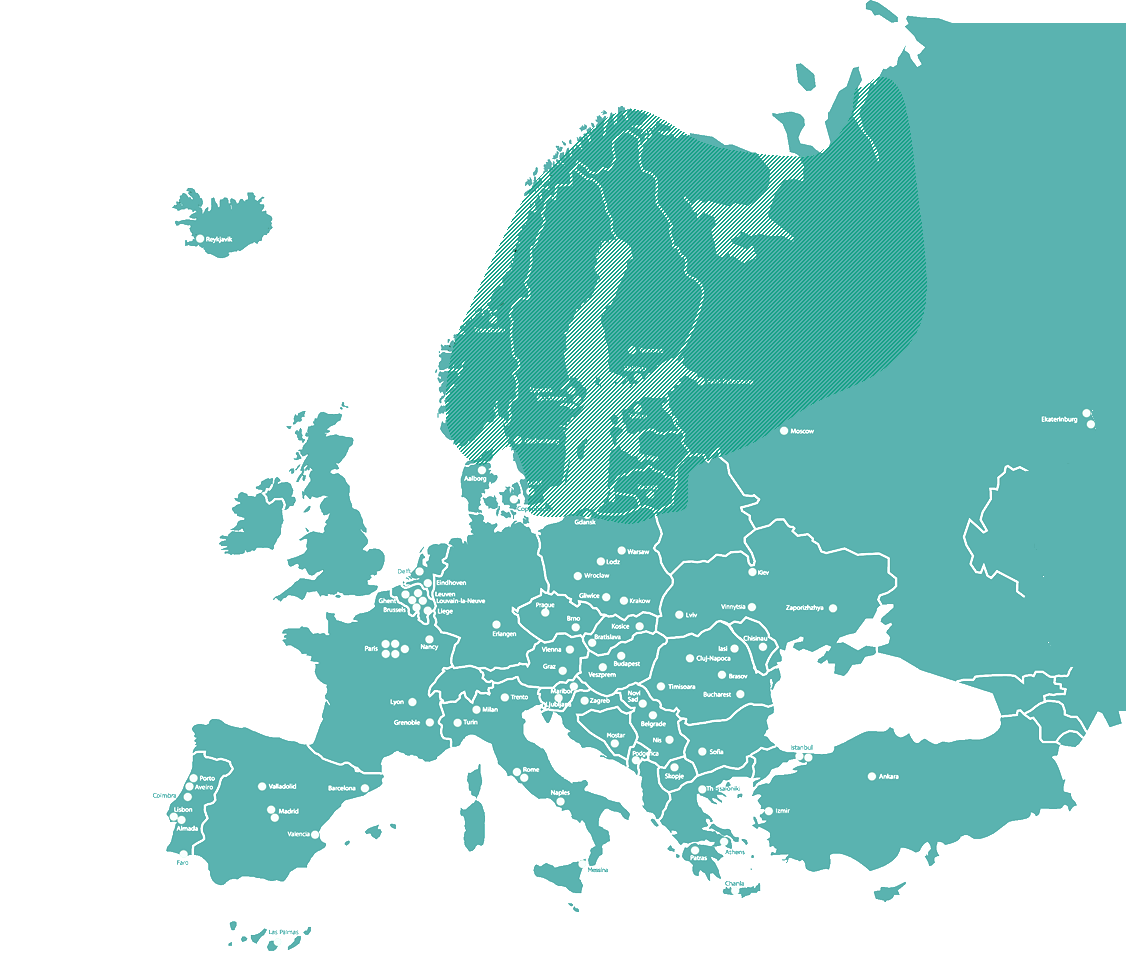 Reykjavik
Moscow
Ekaterinburg
Aalborg
Gdansk
Warsaw
Lodz
Wroclaw
Gliwice
Krakow
Delft
Eindhoven
Leuven
Ghent
Louvain-la-Neuve
Brussels
Liege
Kiev
Vinnytsia
Zaporizhzhya
Lviv
Prague
Brno
Kosice
Erlangen
Bratislava
Chisinau
Paris
Nancy
Vienna
Iasi
Budapest
Cluj-Napoca
Graz
Veszprem
Brasov
Timisoara
Maribor
Bucharest
Trento
Novi
Sad
Lyon
Ljubljana
Zagreb
Milan
Grenoble
Turin
Belgrade
Mostar
Nis
Sofia
Podgorica
Istanbul
Rome
Skopje
Ankara
Porto
Aveiro
Valladolid
Barcelona
Thessaloniki
Naples
Coimbra
Lisbon
Madrid
Izmir
Almada
Valencia
Athens
Patras
Faro
Messina
Chania
Las Palmas